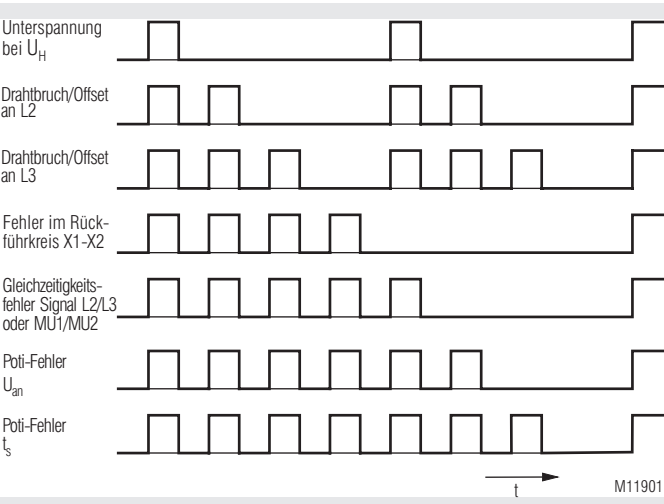 Unterspannung
bei U_H
Drahtbruch/Offset
an L2
Drahtbruch/Offset
an L3
Fehler im Rück-
führkreis X1-X2
Gleichzeitigkeits-
fehler Signal L2/L3
oder MU1/MU2
Poti-Fehler
U_an
Poti-Fehler
t_s
t
M11901